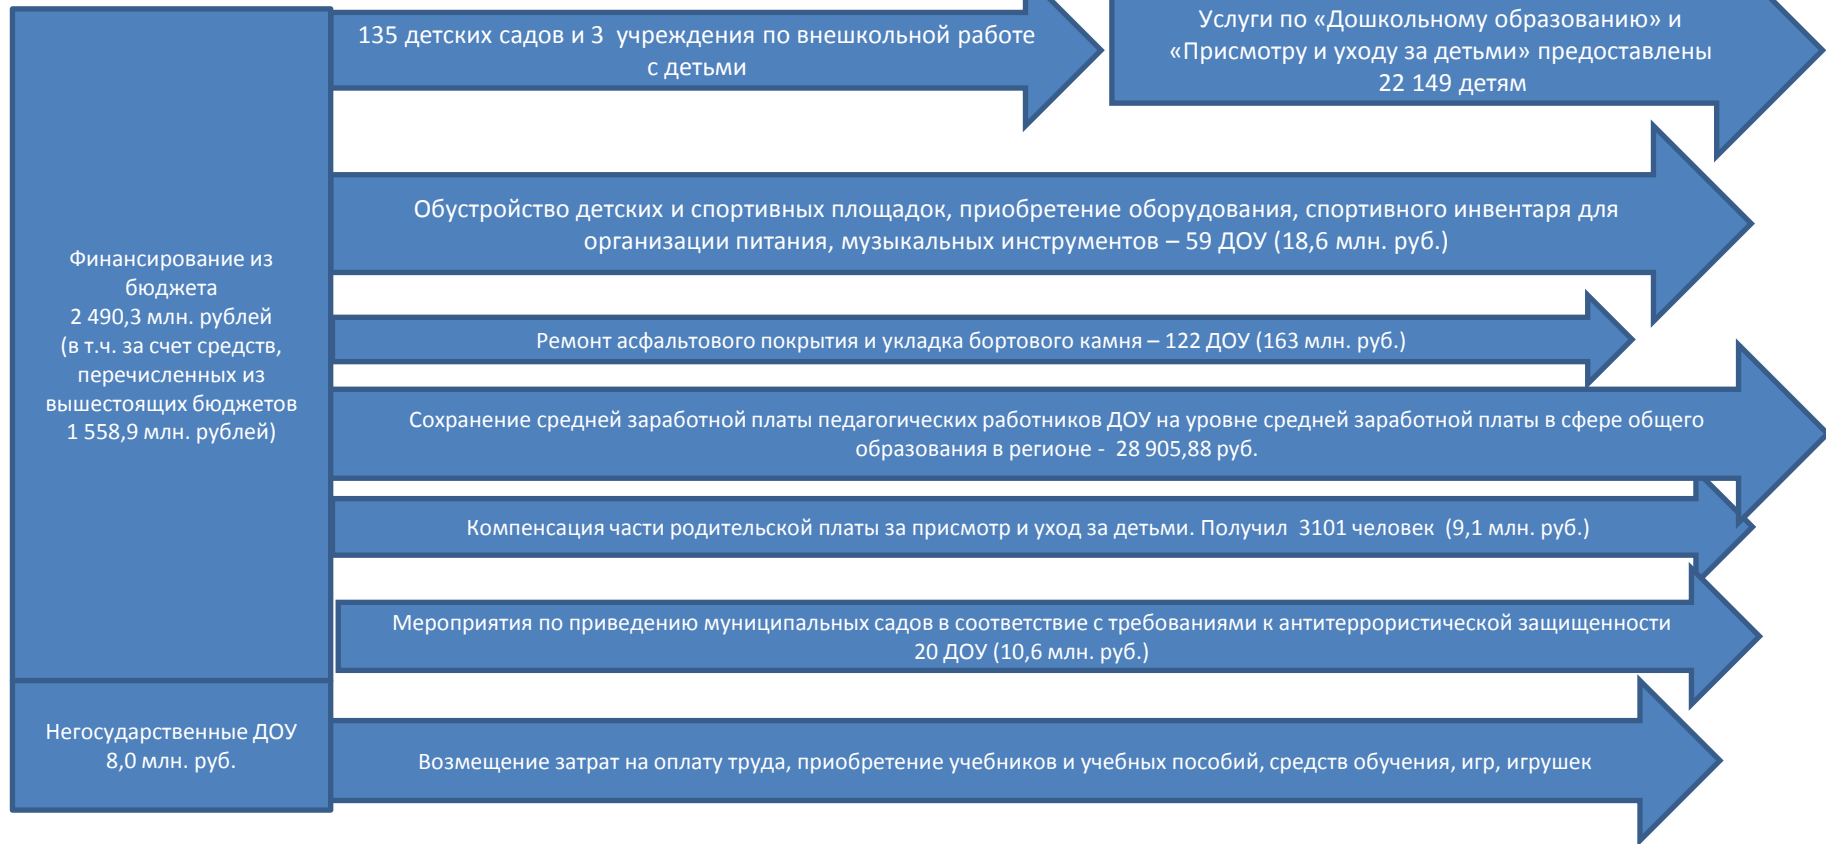 Финансирование из
бюджета
2 490,3 млн. рублей
(в т.ч. за счет средств,
перечисленных из
вышестоящих бюджетов
1 558,9 млн. рублей)
135 детских садов и 3 учреждения по внешкольной работе
с детьми
Услуги по «Дошкольному образованию» и
«Присмотру и уходу за детьми» предоставлены
22 149 детям
Обустройство детских и спортивных площадок, приобретение оборудования, спортивного инвентаря для
организации питания, музыкальных инструментов – 59 ДОУ (18,6 млн. руб.)
Ремонт асфальтового покрытия и укладка бортового камня – 122 ДОУ (163 млн. руб.)
Сохранение средней заработной платы педагогических работников ДОУ на уровне средней заработной платы в сфере общего
образования в регионе - 28 905,88 руб.
Компенсация части родительской платы за присмотр и уход за детьми. Получил 3101 человек (9,1 млн. руб.)
Мероприятия по приведению муниципальных садов в соответствие с требованиями к антитеррористической защищенности
20 ДОУ (10,6 млн. руб.)
Негосударственные ДОУ
8,0 млн. руб.
Возмещение затрат на оплату труда, приобретение учебников и учебных пособий, средств обучения, игр, игрушек